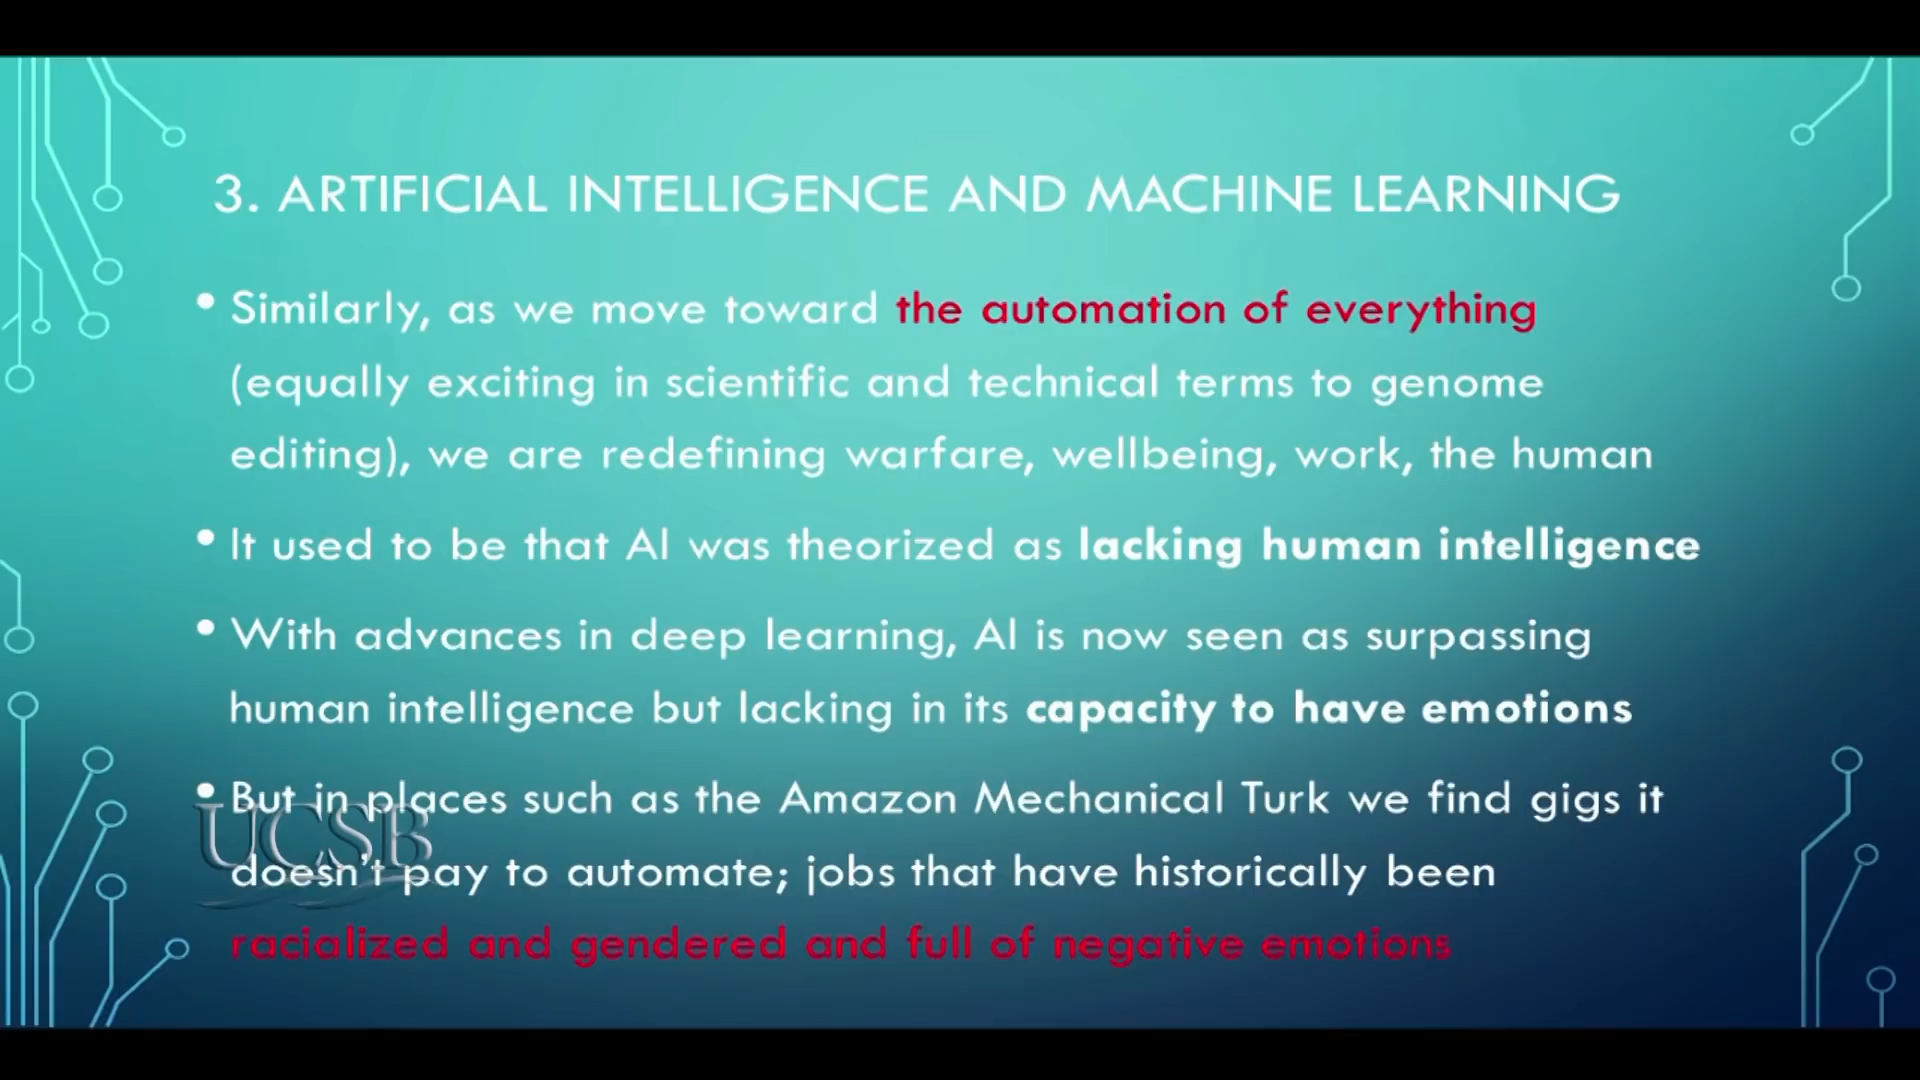 3. ARTIFICIAL INTELLIGENCE AND MACHINE LEARNING
• Similarly, as we move toward the automation of everything
(equally exciting in scientific and technical terms to genome
editing), we are redefining warfare, wellbeing, work, the human
• It used to be that AI was theorized as lacking human intelligence
• With advances in deep learning, AI is now seen as surpassing
human intelligence but lacking in its capacity to have emotions
• But in places such as the Amazon Mechanical Turk we find gigs it
UCSB
doesn't pay to automate; jobs that have historically been
racialized and gendered and full of negative emotions